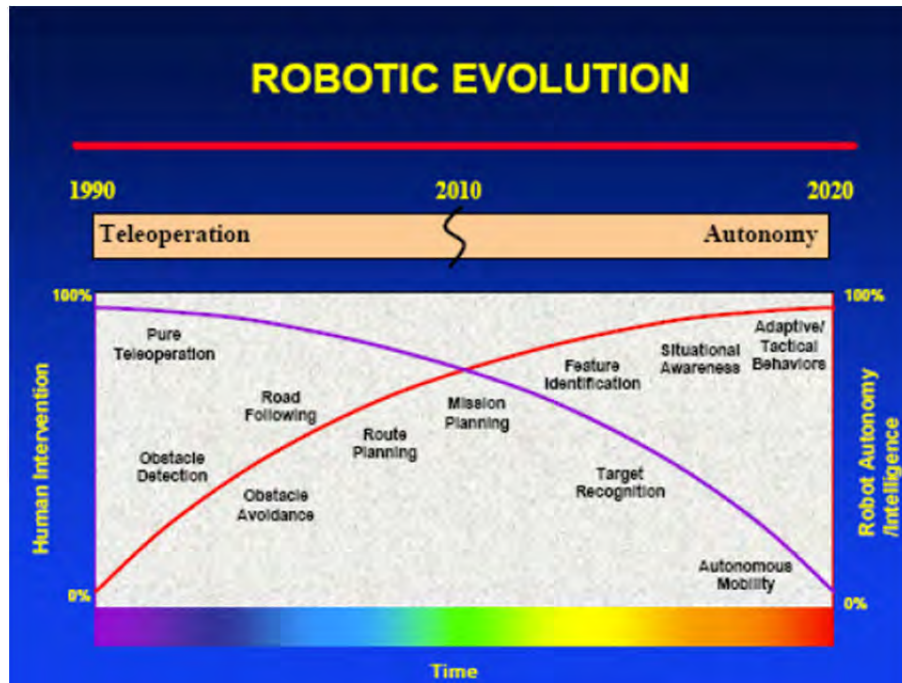 ROBOTIC EVOLUTION
1990 2010 2020
Teleoperation Autonomy
100% 100%
Pure
Teleoperation
Adaptive/
Tactical
Behaviors
Situational
Awareness
Feature
Identification
Road
Following
Mission
Planning
Route
Planning
Obstacle
Detection
Obstacle
Avoidance
Target
Recognition
Autonomous
Mobility
Human Intervention
Robot Autonomy
/Intelligence
0% 0%
Time